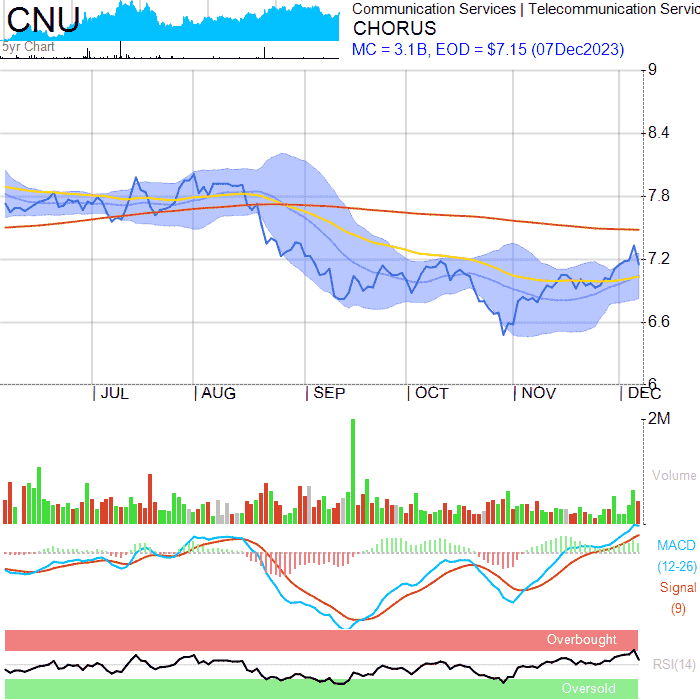 CNU
Communication Services | Telecommunication Servic
CHORUS
5yr Chart
MC = 3.1B, EOD = $7.15 (07Dec2023)
9
8.4
7.8
7.2
6.6
6
JUL AUG SEP OCT NOV DEC
2M
Volume
MACD
(12-26)
Signal
(9)
Overbought
RSI(14)
Oversold